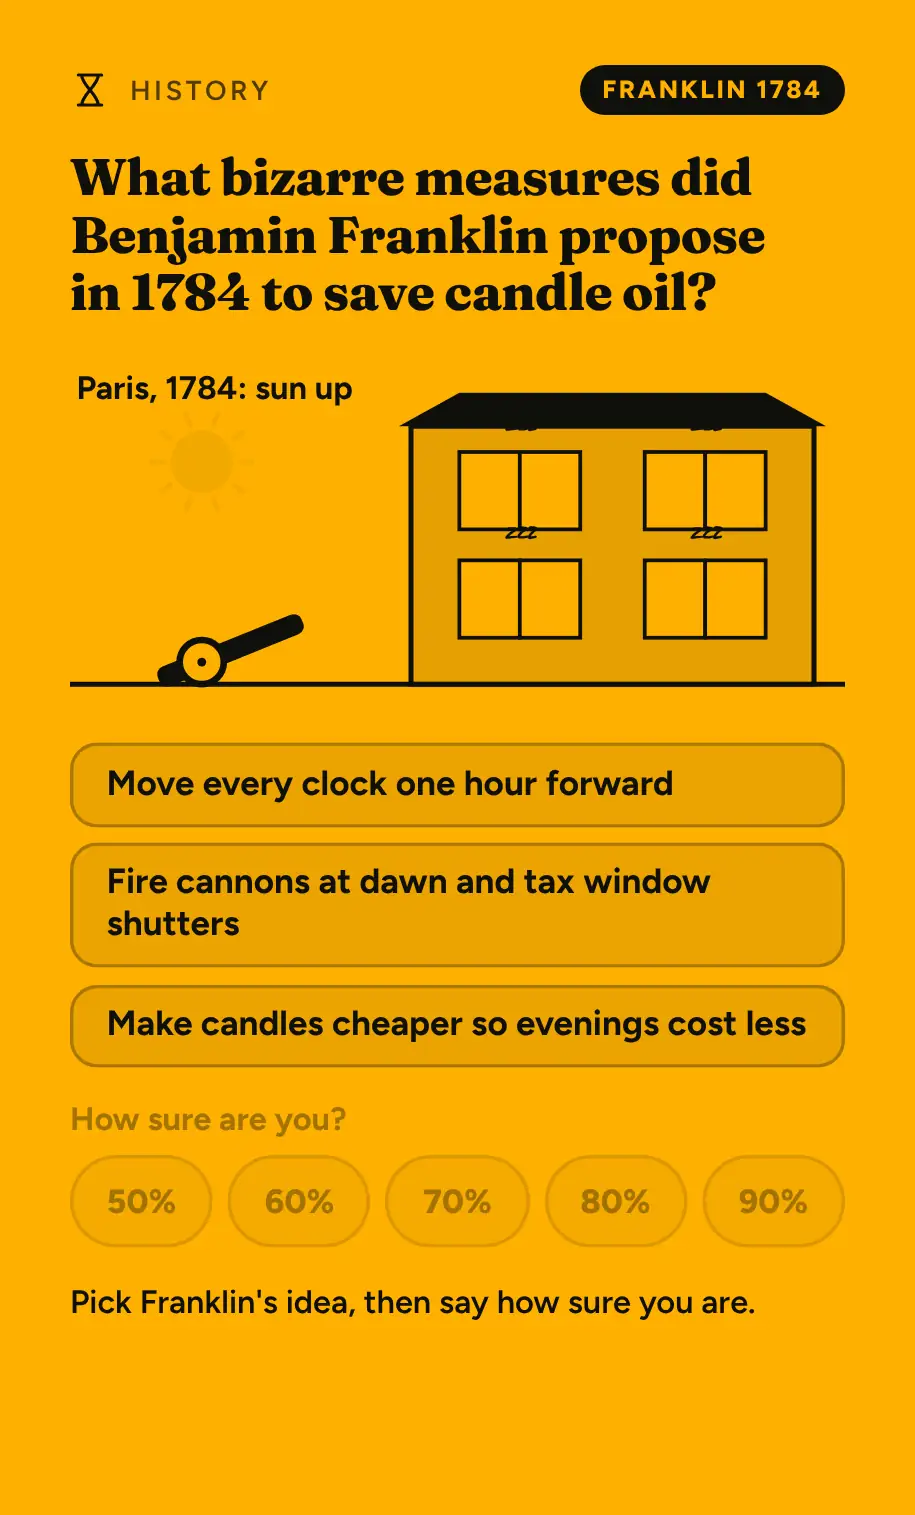 HISTORY
FRANKLIN 1784
What bizarre measures did
Benjamin Franklin propose
in 1784 to save candle oil?
Paris, 1784: sun up
zzz zzz
Move every clock one hour forward
Fire cannons at dawn and tax window
shutters
Make candles cheaper so evenings cost less
How sure are you?
50% 60% 70% 80% 90%
Pick Franklin's idea, then say how sure you are.